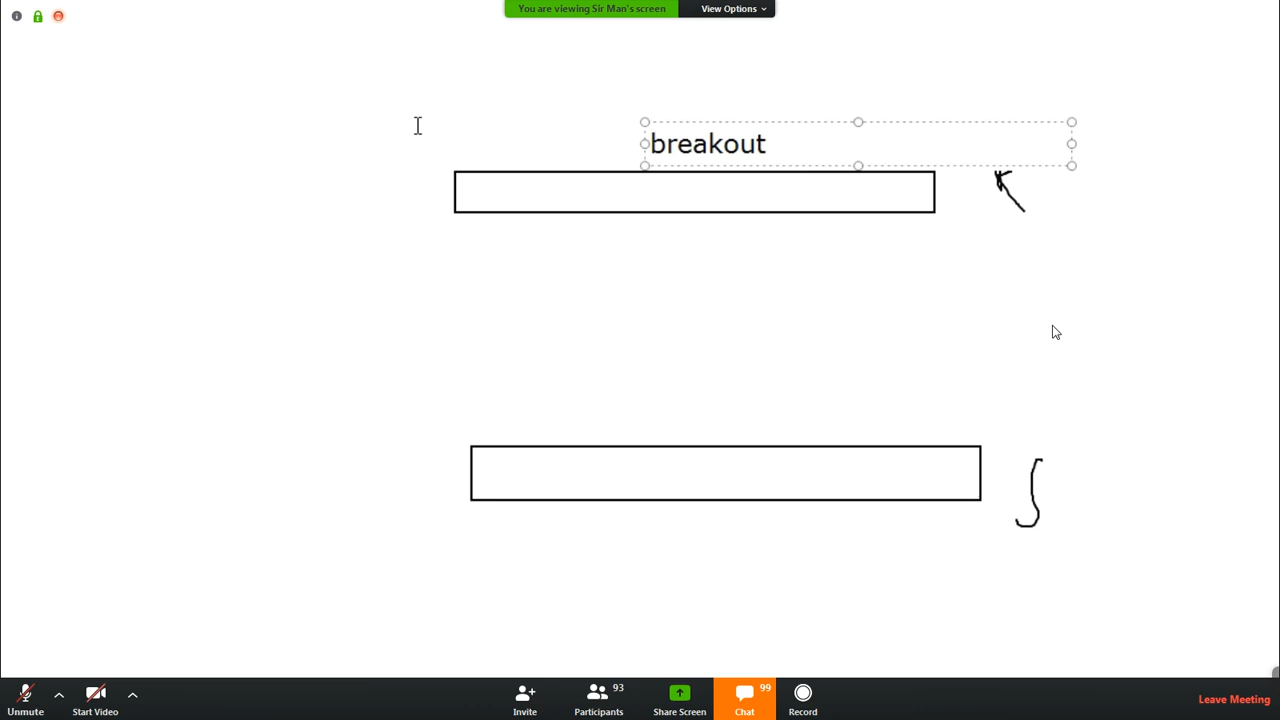 You are viewing Sir Man's screen View Options
breakout
Unmute Start Video Invite Participants 93 Share Screen Chat 99 Record Leave Meeting